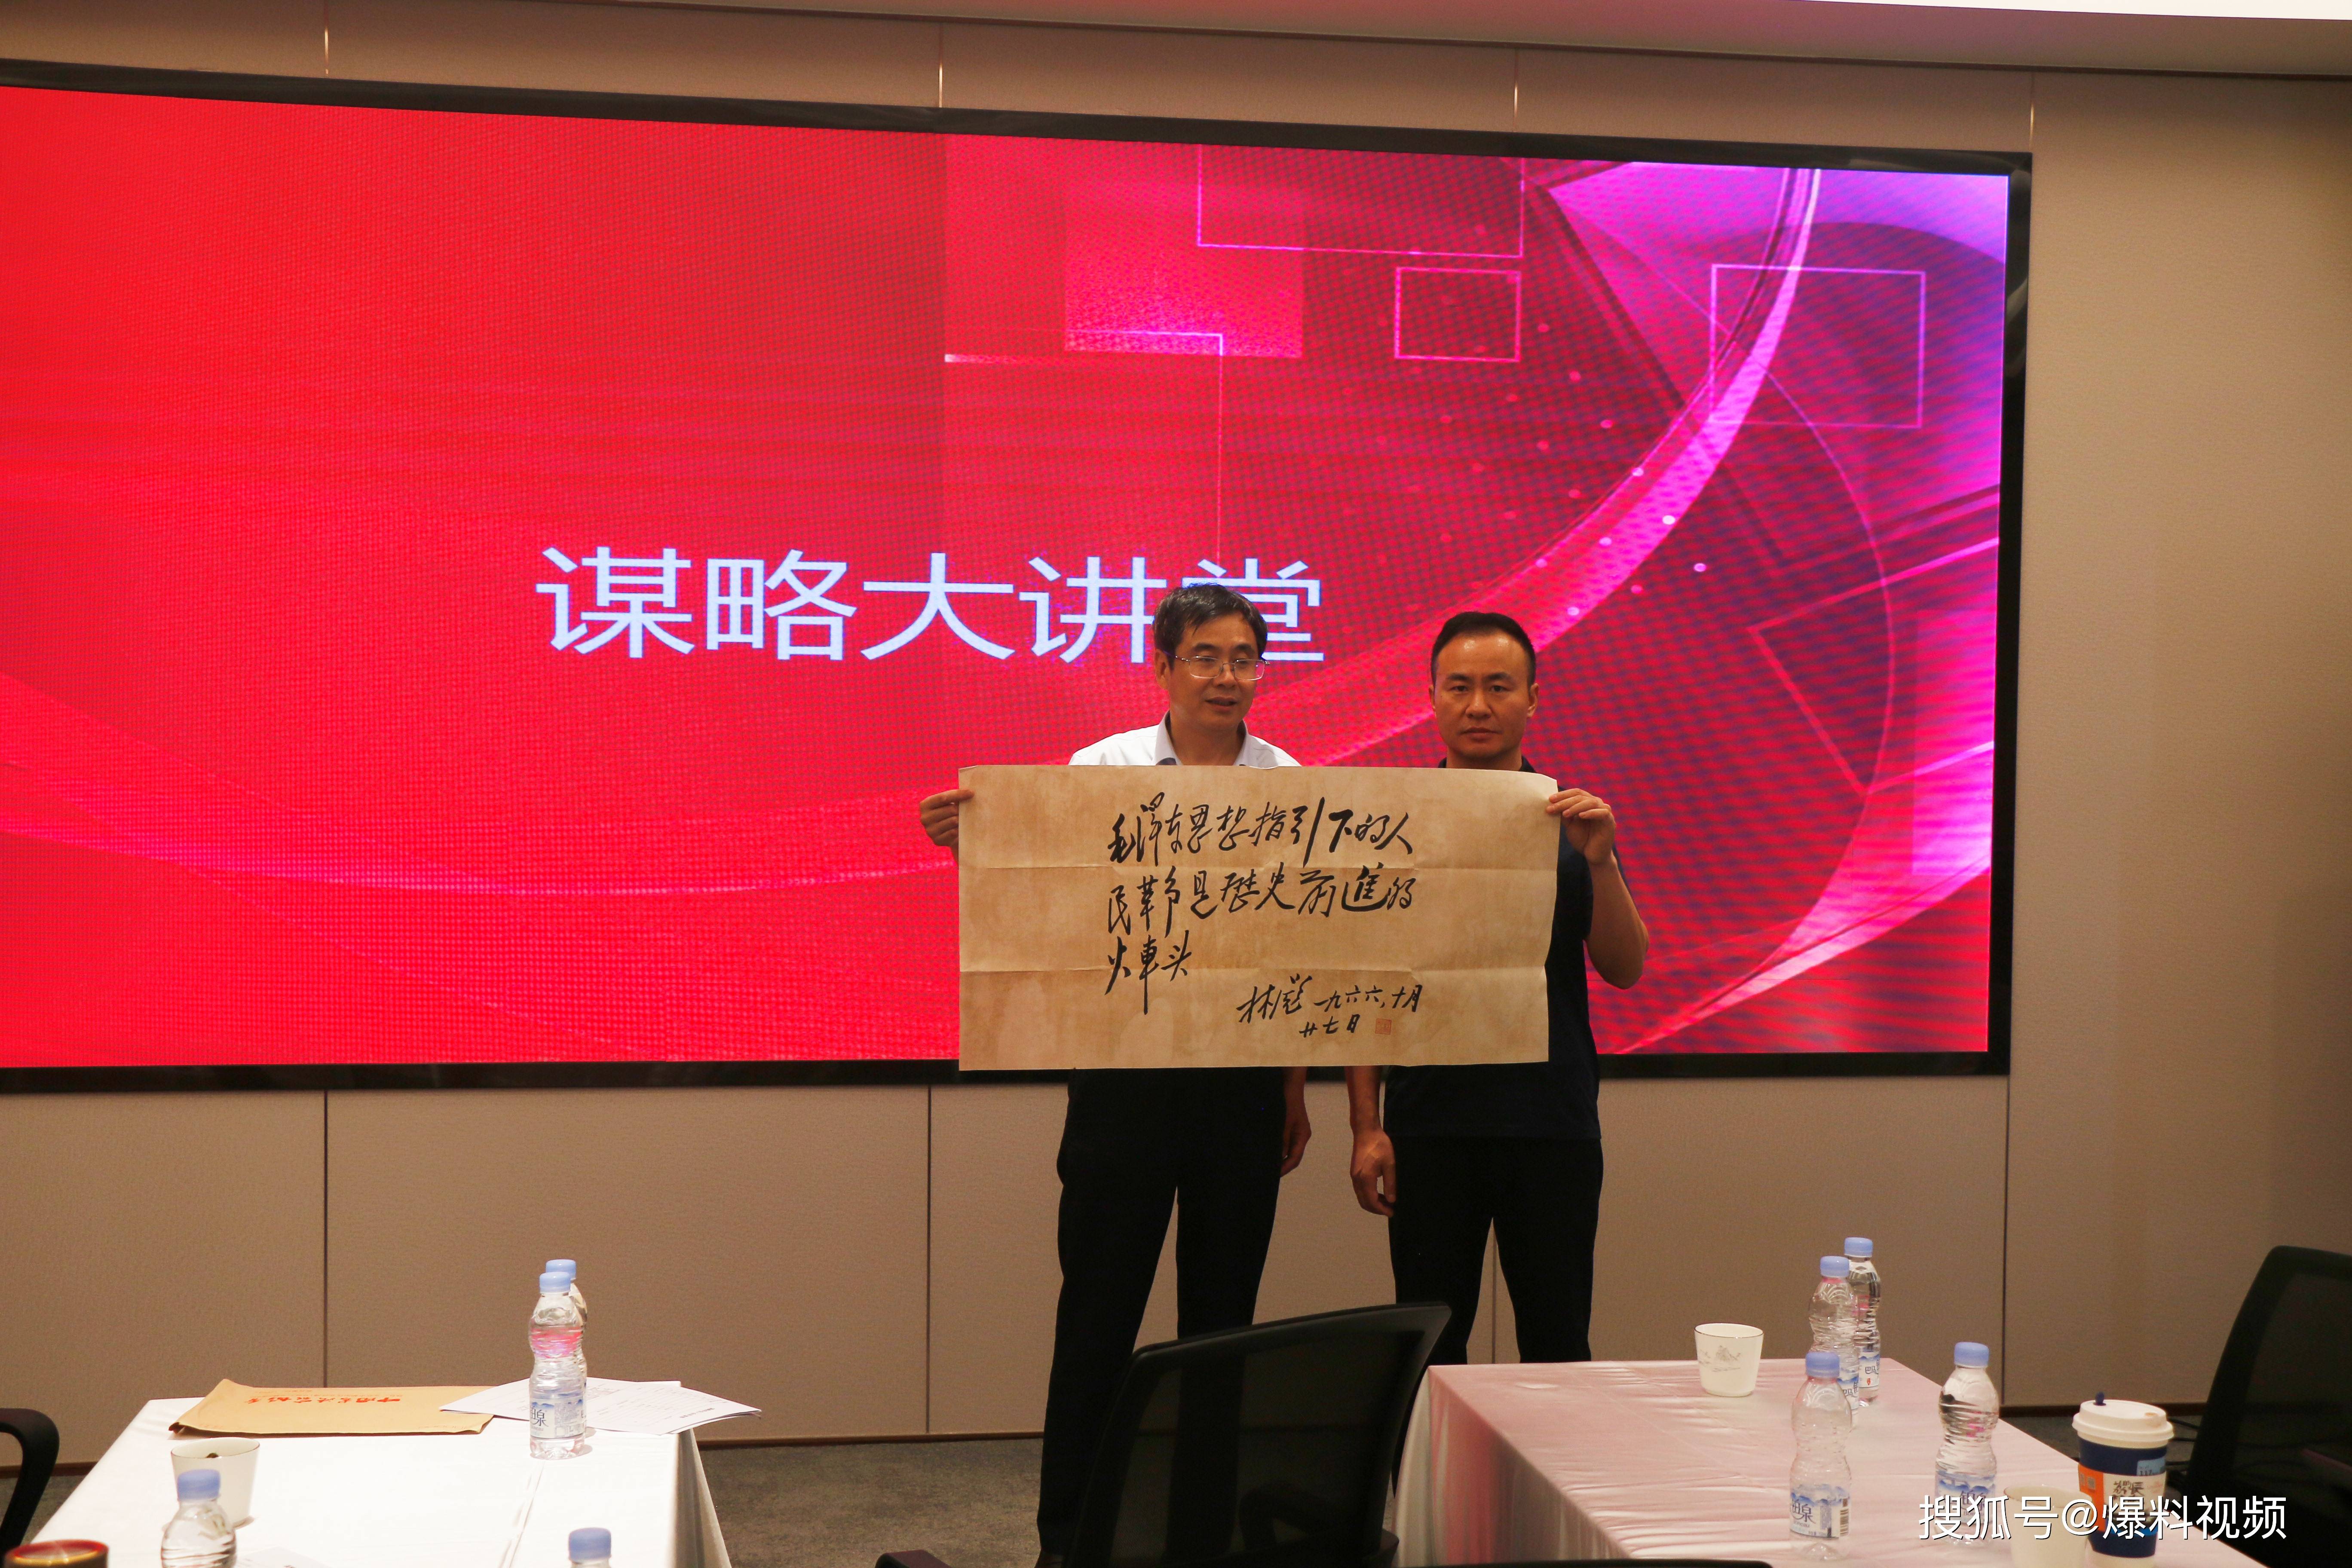 谋略大讲堂
毛泽东思想指引下的人
民革命是歷史前進的
火車头
林彪 一九六六,十月
廿七日
搜狐号@爆料视频